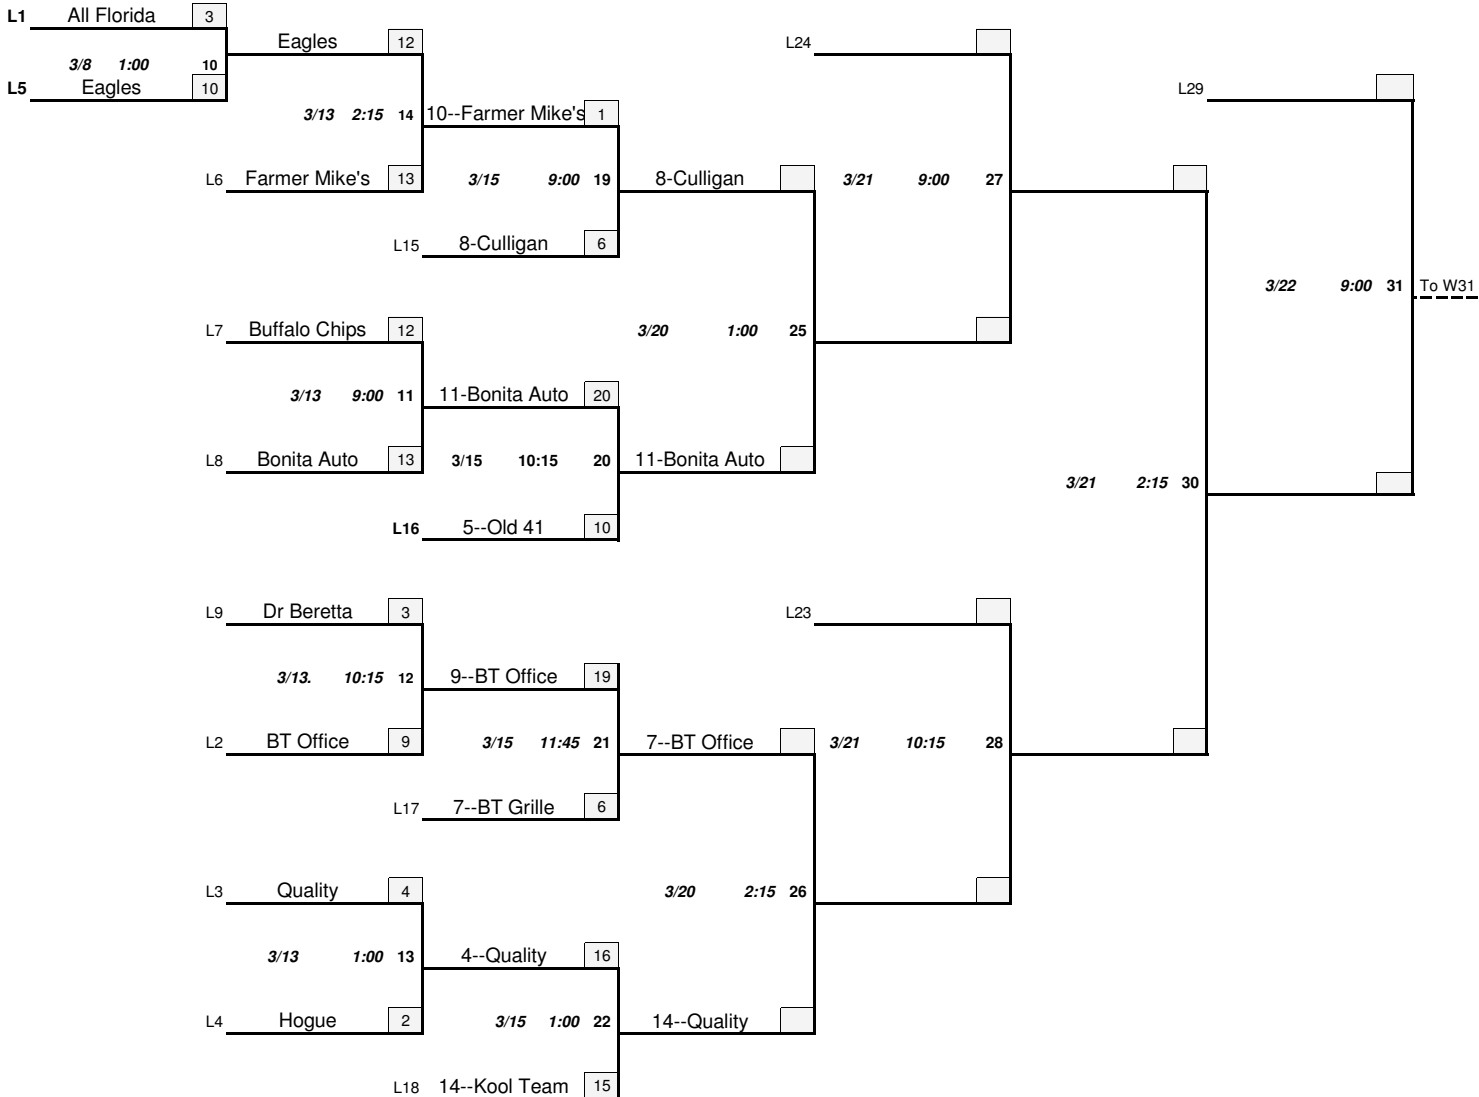 L1 All Florida 3
Eagles 12
L24
3/8 1:00 10
L5 Eagles 10
L29
3/13 2:15 14
10--Farmer Mike's 1
L6 Farmer Mike's 13
3/15 9:00 19
8-Culligan
3/21 9:00 27
L15 8-Culligan 6
3/22 9:00 31 To W31
L7 Buffalo Chips 12
3/20 1:00 25
3/13 9:00 11
11-Bonita Auto 20
L8 Bonita Auto 13
3/15 10:15 20
11-Bonita Auto
3/21 2:15 30
L16 5--Old 41 10
L9 Dr Beretta 3
L23
3/13. 10:15 12
9--BT Office 19
L2 BT Office 9
3/15 11:45 21
7--BT Office
3/21 10:15 28
L17 7--BT Grille 6
L3 Quality 4
3/20 2:15 26
3/13 1:00 13
4--Quality 16
L4 Hogue 2
3/15 1:00 22
14--Quality
L18 14--Kool Team 15